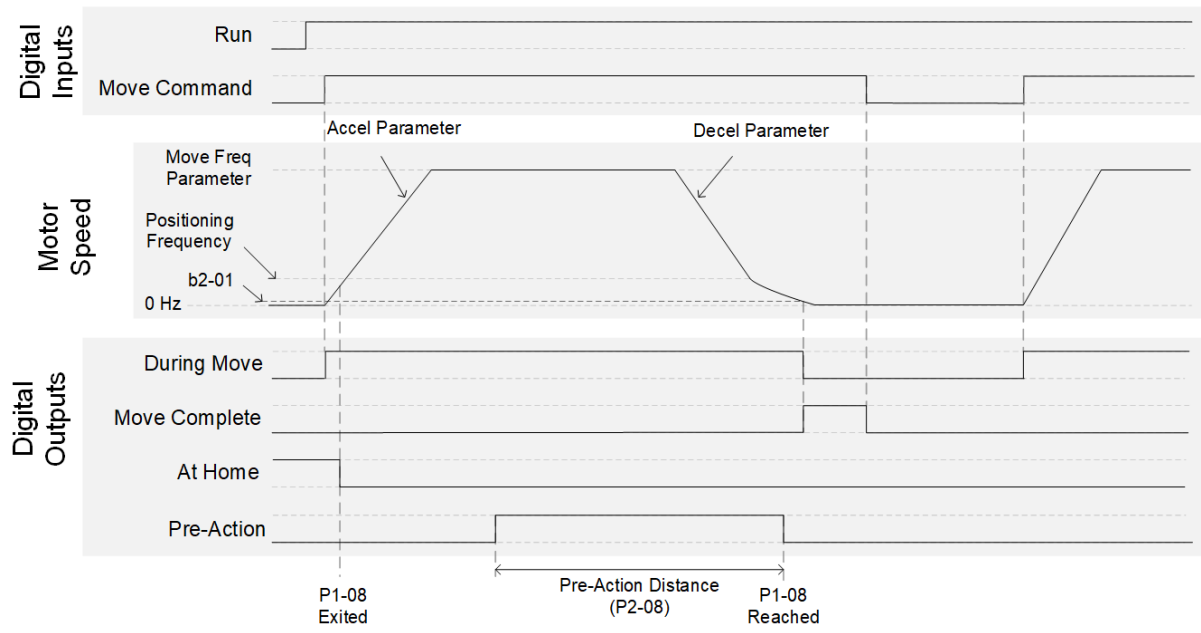 Digital
Inputs
Run
Move Command
Accel Parameter
Decel Parameter
Motor
Speed
Move Freq
Parameter
Positioning
Frequency
b2-01
0 Hz
Digital
Outputs
During Move
Move Complete
At Home
Pre-Action
P1-08
Exited
Pre-Action Distance
(P2-08)
P1-08
Reached